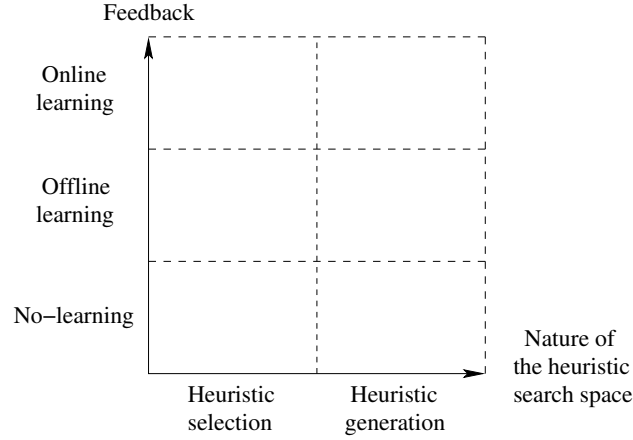 Feedback
Online
learning
Offline
learning
No−learning
Nature of
the heuristic
search space
Heuristic
selection
Heuristic
generation